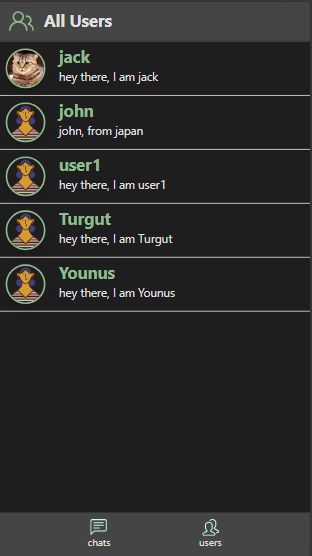 All Users
jack
hey there, I am jack
john
john, from japan
user1
hey there, I am user1
Turgut
hey there, I am Turgut
Younus
hey there, I am Younus
chats
users